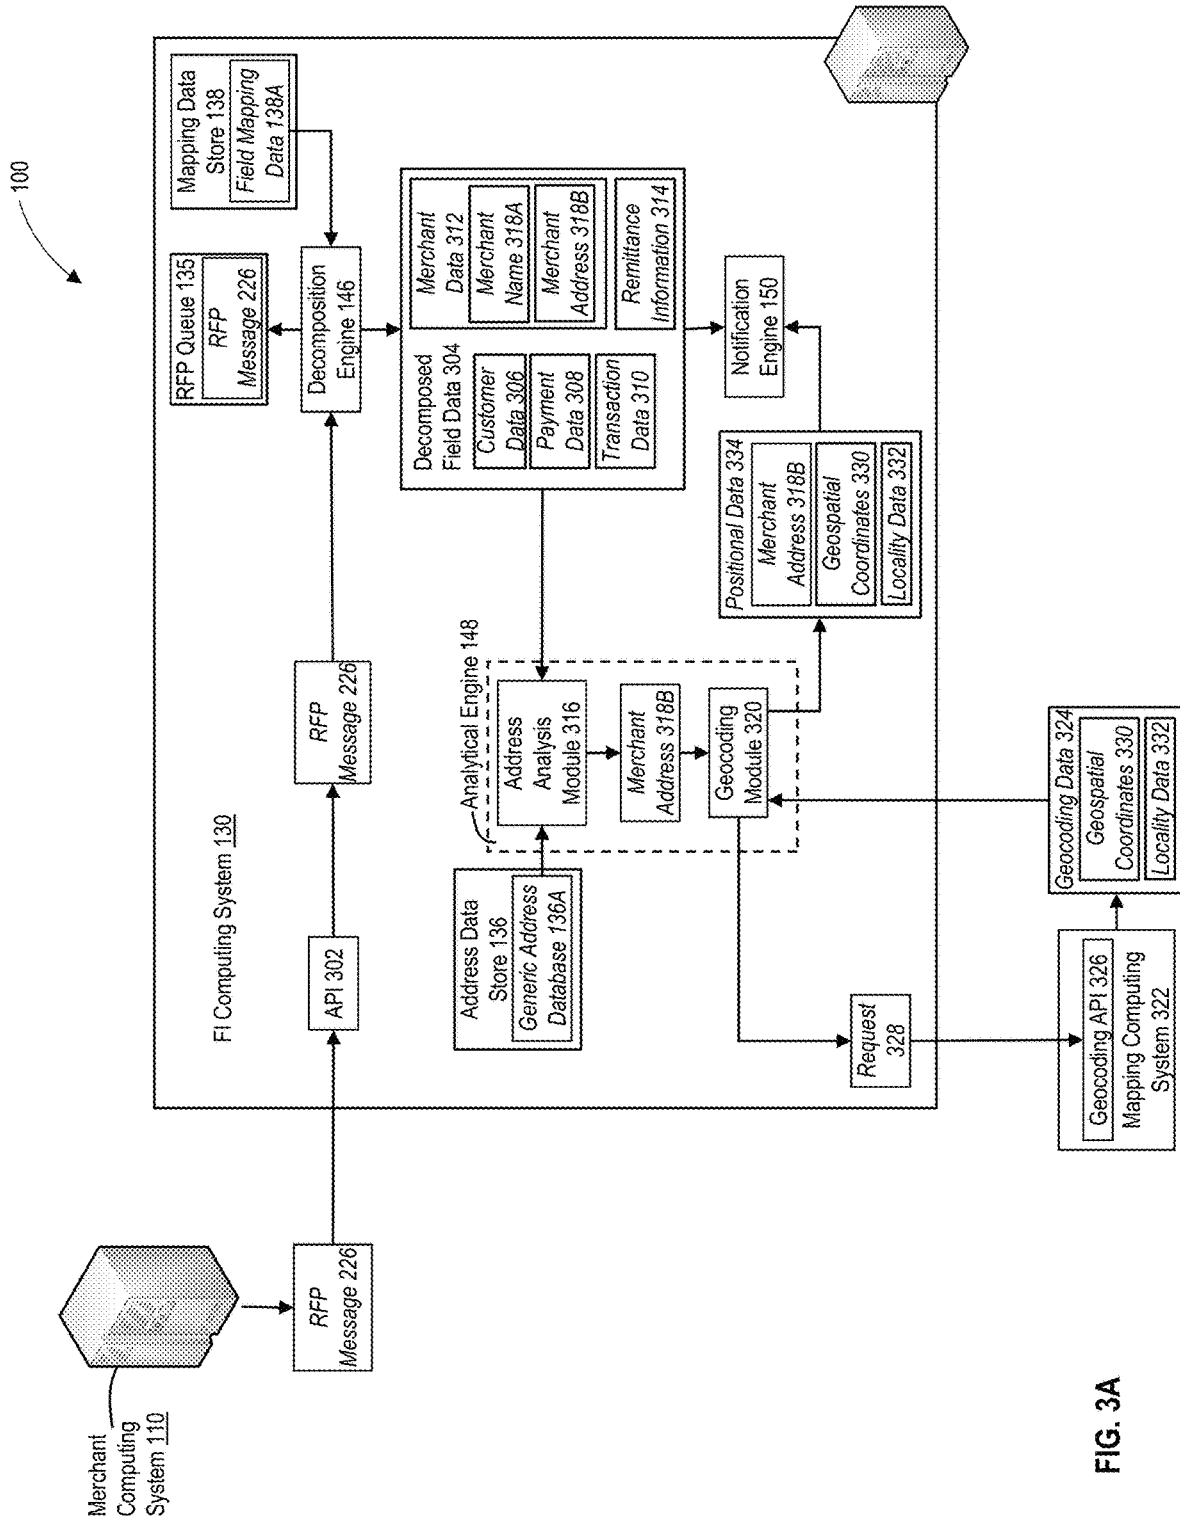 100
Merchant
Computing
System 110
RFP
Message 226
FI Computing System 130
API 302
RFP
Message 226
RFP Queue 135
RFP
Message 226
Mapping Data
Store 138
Field Mapping
Data 138A
Decomposition
Engine 146
Decomposed
Field Data 304
Customer
Data 306
Payment
Data 308
Transaction
Data 310
Merchant
Data 312
Merchant
Name 318A
Merchant
Address 318B
Remittance
Information 314
Address Data
Store 136
Generic Address
Database 136A
Analytical Engine 148
Address
Analysis
Module 316
Merchant
Address 318B
Geocoding
Module 320
Positional Data 334
Merchant
Address 318B
Geospatial
Coordinates 330
Locality Data 332
Notification
Engine 150
Request
328
Geocoding API 326
Mapping Computing
System 322
Geocoding Data 324
Geospatial
Coordinates 330
Locality Data 332
FIG. 3A